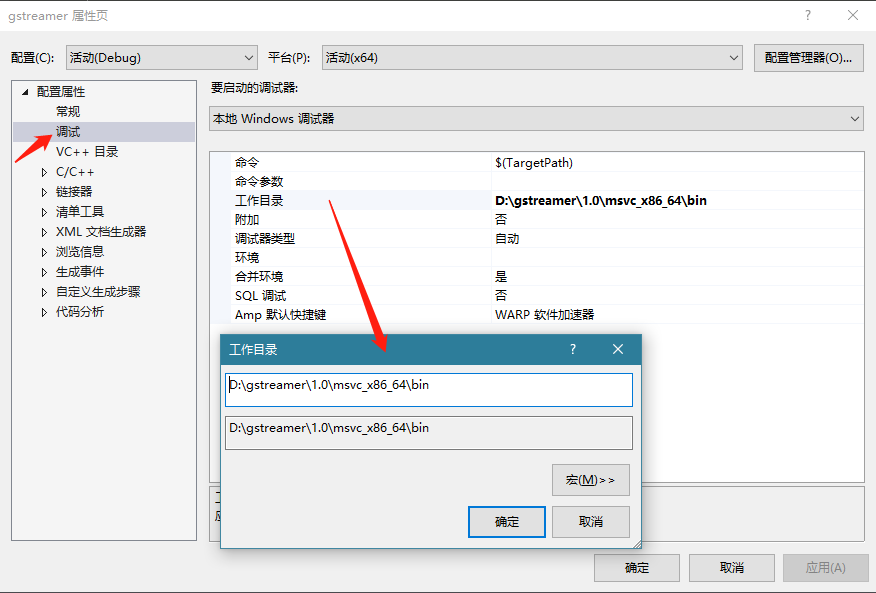 gstreamer 属性页
配置(C): 活动(Debug) 平台(P): 活动(x64) 配置管理器(O)...
配置属性
常规
调试
VC++ 目录
C/C++
链接器
清单工具
XML 文档生成器
浏览信息
生成事件
自定义生成步骤
代码分析
要启动的调试器:
本地 Windows 调试器
命令 $(TargetPath)
命令参数
工作目录 D:\gstreamer\1.0\msvc_x86_64\bin
附加 否
调试器类型 自动
环境
合并环境 是
SQL 调试 否
Amp 默认快捷键 WARP 软件加速器
工作目录
D:\gstreamer\1.0\msvc_x86_64\bin
D:\gstreamer\1.0\msvc_x86_64\bin
宏(M)>>
确定 取消
确定 取消 应用(A)